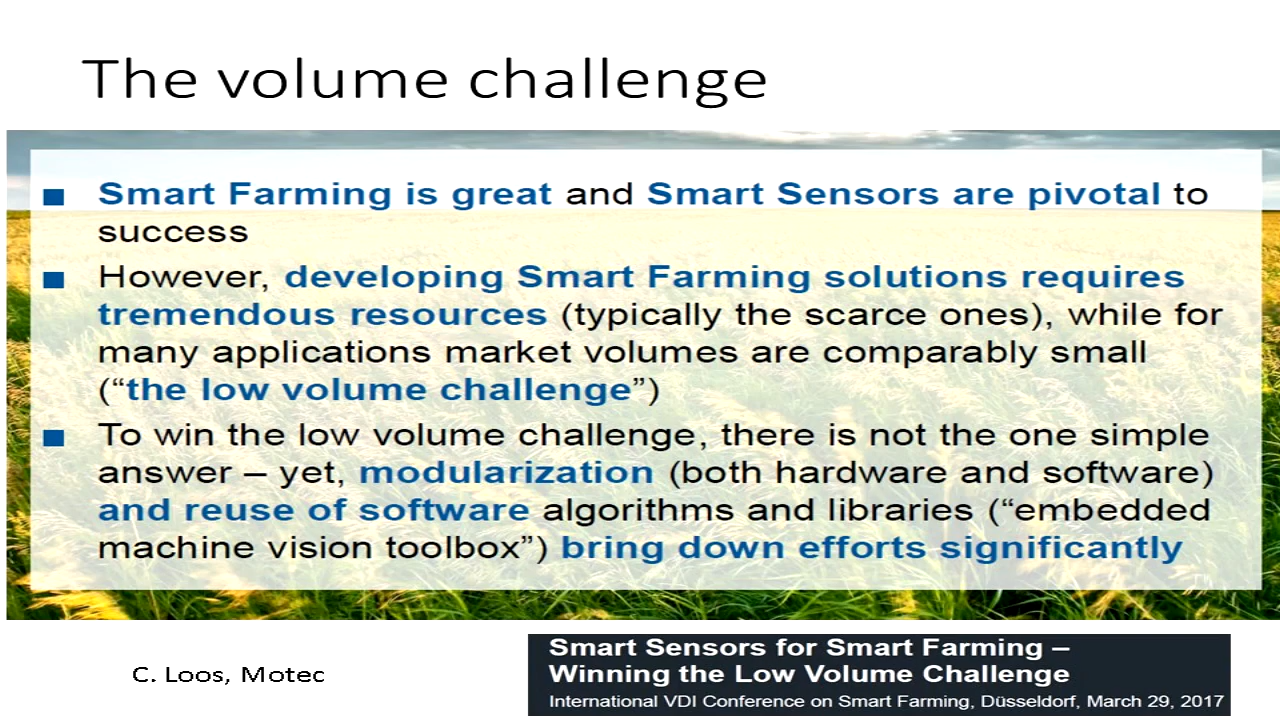 The volume challenge
■ Smart Farming is great and Smart Sensors are pivotal to
success
■ However, developing Smart Farming solutions requires
tremendous resources (typically the scarce ones), while for
many applications market volumes are comparably small
(“the low volume challenge”)
■ To win the low volume challenge, there is not the one simple
answer – yet, modularization (both hardware and software)
and reuse of software algorithms and libraries (“embedded
machine vision toolbox”) bring down efforts significantly
C. Loos, Motec
Smart Sensors for Smart Farming –
Winning the Low Volume Challenge
International VDI Conference on Smart Farming, Düsseldorf, March 29, 2017